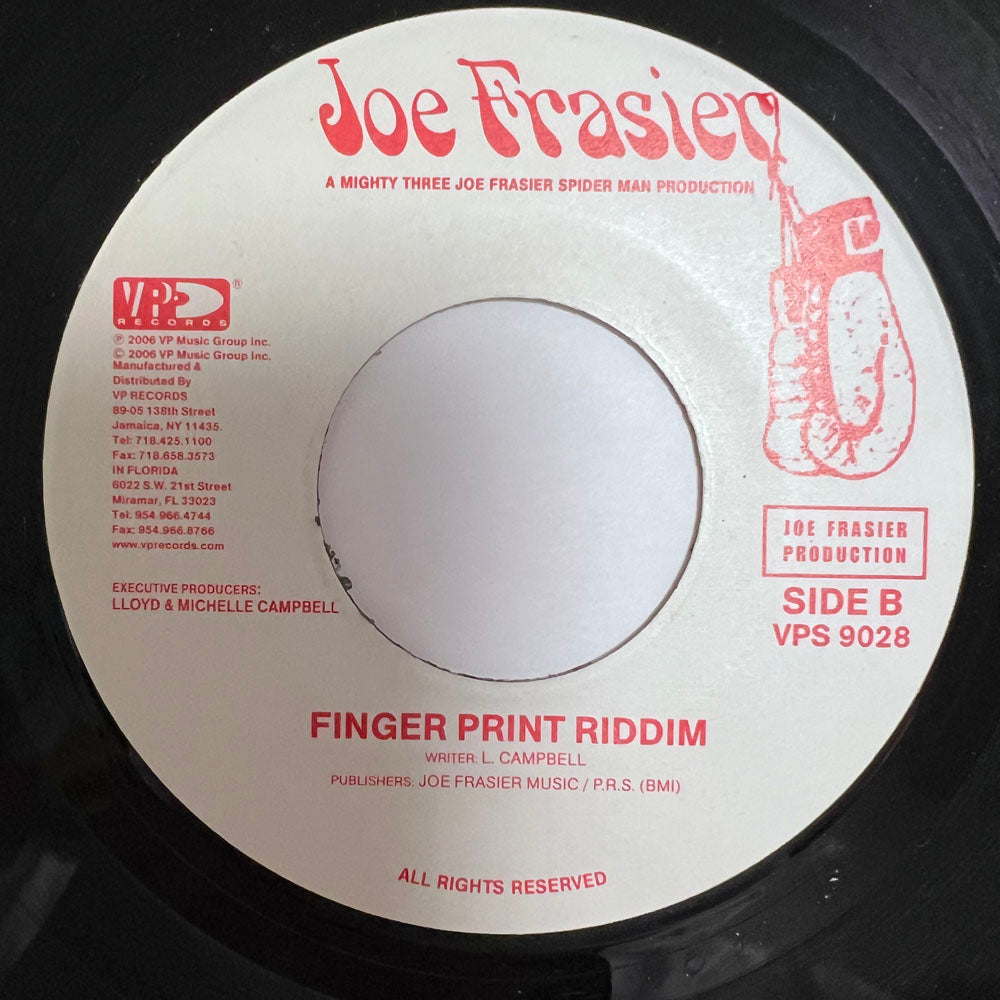 Joe Frasier
A MIGHTY THREE JOE FRASIER SPIDER MAN PRODUCTION
VP ®
RECORDS
℗ 2006 VP Music Group Inc.
© 2006 VP Music Group Inc.
Manufactured &
Distributed By
VP RECORDS
89-05 138th Street
Jamaica, NY 11435.
Tel: 718.425.1100
Fax: 718.658.3573
IN FLORIDA
6022 S.W. 21st Street
Miramar, FL 33023
Tel: 954.966.4744
Fax: 954.966.8766
www.vprecords.com
EXECUTIVE PRODUCERS:
LLOYD & MICHELLE CAMPBELL
JOE FRASIER
PRODUCTION
SIDE B
VPS 9028
FINGER PRINT RIDDIM
WRITER: L. CAMPBELL
PUBLISHERS: JOE FRASIER MUSIC / P.R.S. (BMI)
ALL RIGHTS RESERVED